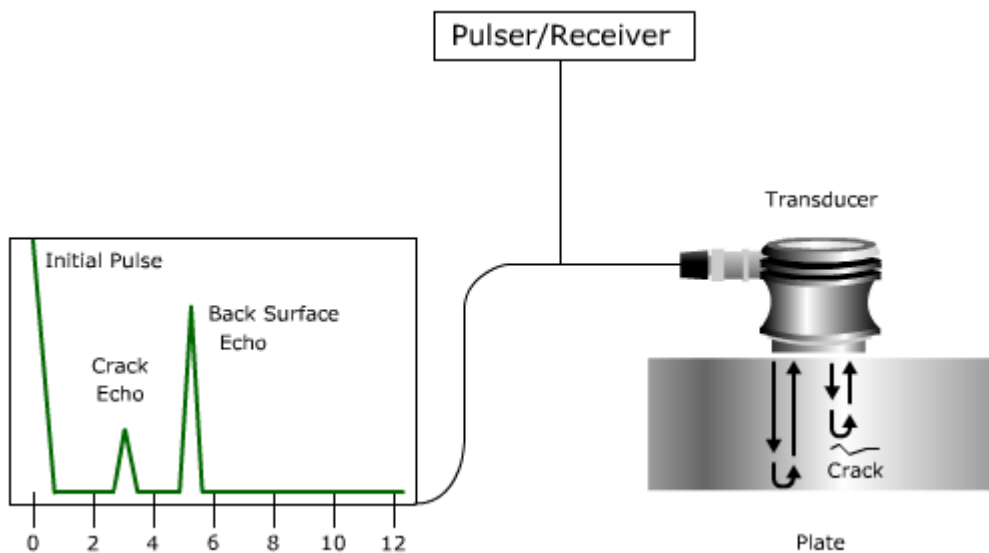 Pulser/Receiver
Transducer
Initial Pulse
Back Surface
Echo
Crack
Echo
Crack
0 2 4 6 8 10 12
Plate